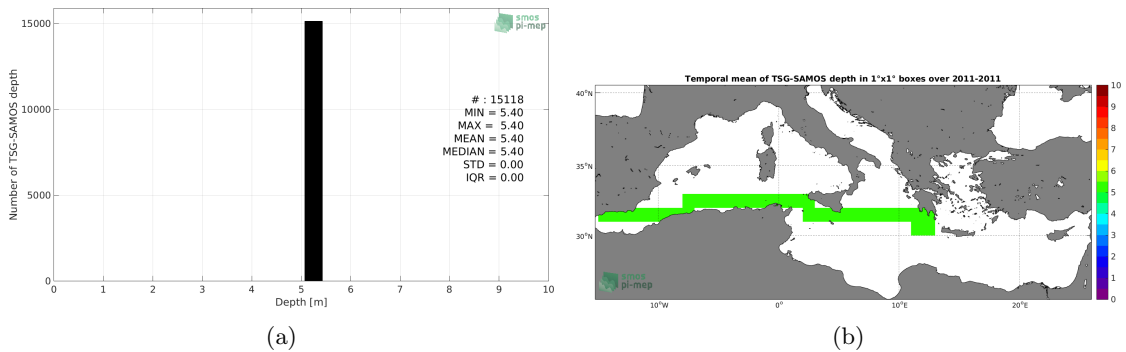 15000
10000
5000
0
Number of TSG-SAMOS depth
smos
pi-mep
# : 15118
MIN = 5.40
MAX = 5.40
MEAN = 5.40
MEDIAN = 5.40
STD = 0.00
IQR = 0.00
0 1 2 3 4 5 6 7 8 9 10
Depth [m]
(a)
Temporal mean of TSG-SAMOS depth in 1°x1° boxes over 2011-2011
40°N
35°N
30°N
10°W 0° 10°E 20°E
smos
pi-mep
10
9
8
7
6
5
4
3
2
1
0
(b)